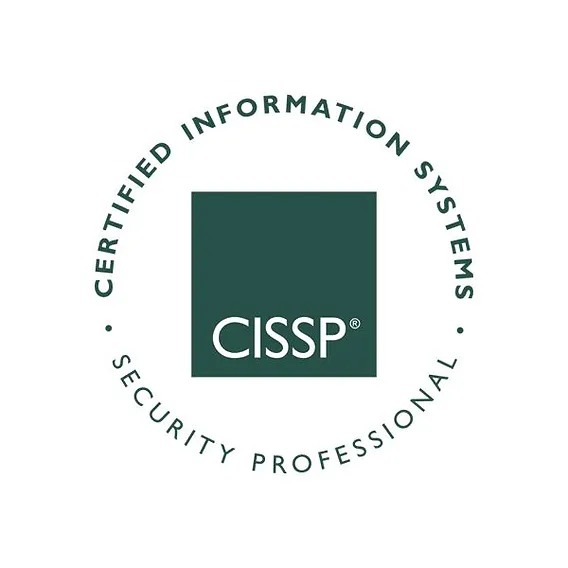 CERTIFIED INFORMATION SYSTEMS
CISSP®
• SECURITY PROFESSIONAL •